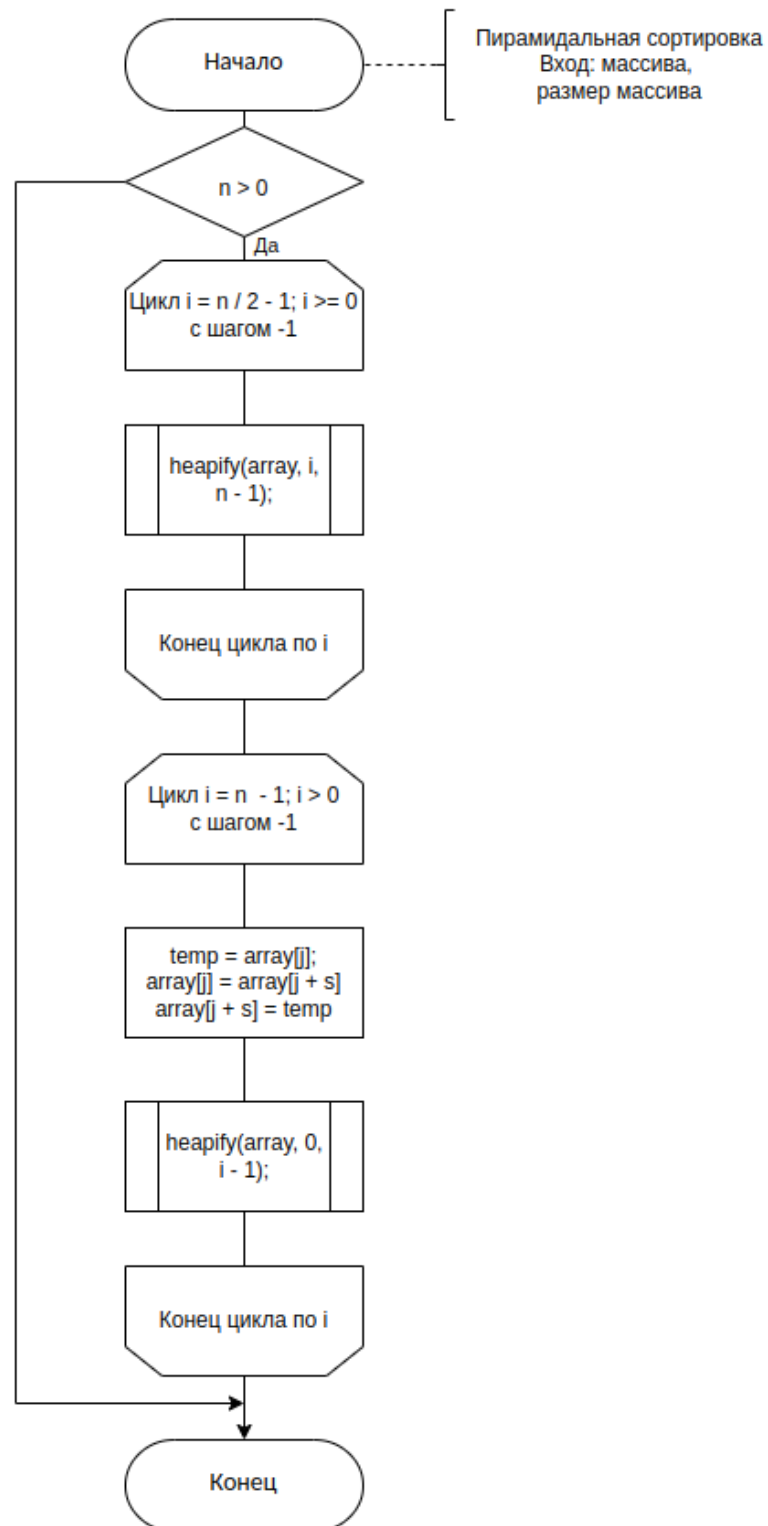 Начало
Пирамидальная сортировка
Вход: массива,
размер массива
n > 0
Да
Цикл i = n / 2 - 1; i >= 0
с шагом -1
heapify(array, i,
n - 1);
Конец цикла по i
Цикл i = n  - 1; i > 0
с шагом -1
temp = array[j];
array[j] = array[j + s]
array[j + s] = temp
heapify(array, 0,
i - 1);
Конец цикла по i
Конец